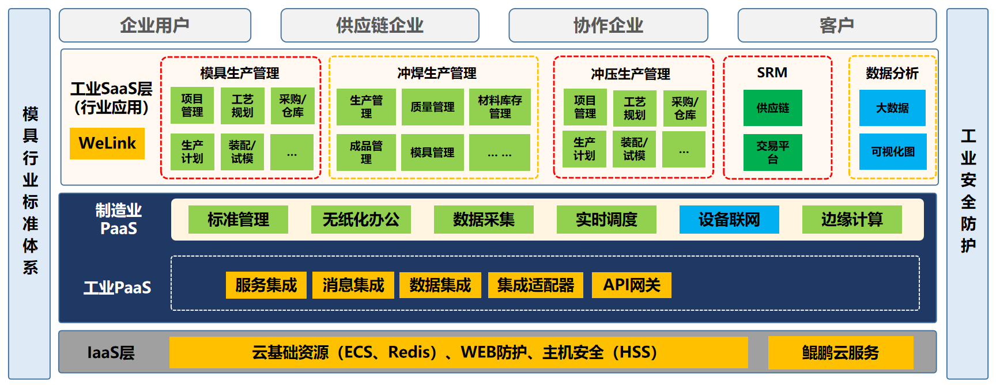 企业用户
供应链企业
协作企业
客户
模
具
行
业
标
准
体
系
工业SaaS层
（行业应用）
WeLink
模具生产管理
项目
管理
工艺
规划
采购/
仓库
生产
计划
装配/
试模
...
冲焊生产管理
生产管
理
质量管理
材料库存
管理
成品管
理
模具管理
... ...
冲压生产管理
项目
管理
工艺
规划
采购/
仓库
生产
计划
装配/
试模
...
SRM
供应链
交易平
台
数据分析
大数据
可视化图
制造业
PaaS
标准管理
无纸化办公
数据采集
实时调度
设备联网
边缘计算
工业PaaS
服务集成
消息集成
数据集成
集成适配器
API网关
IaaS层
云基础资源（ECS、Redis）、WEB防护、主机安全（HSS）
鲲鹏云服务
工
业
安
全
防
护